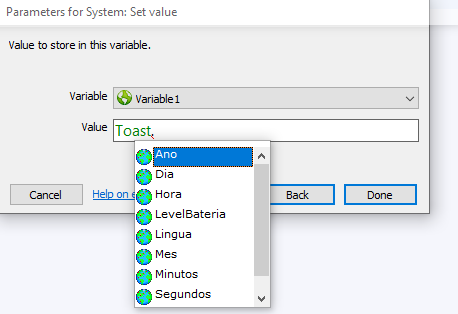 Parameters for System: Set value
Value to store in this variable.
Variable
Variable1
Value
Toast.
Ano
Dia
Hora
LevelBateria
Lingua
Mes
Minutos
Segundos
Cancel
Help on e
Back
Done